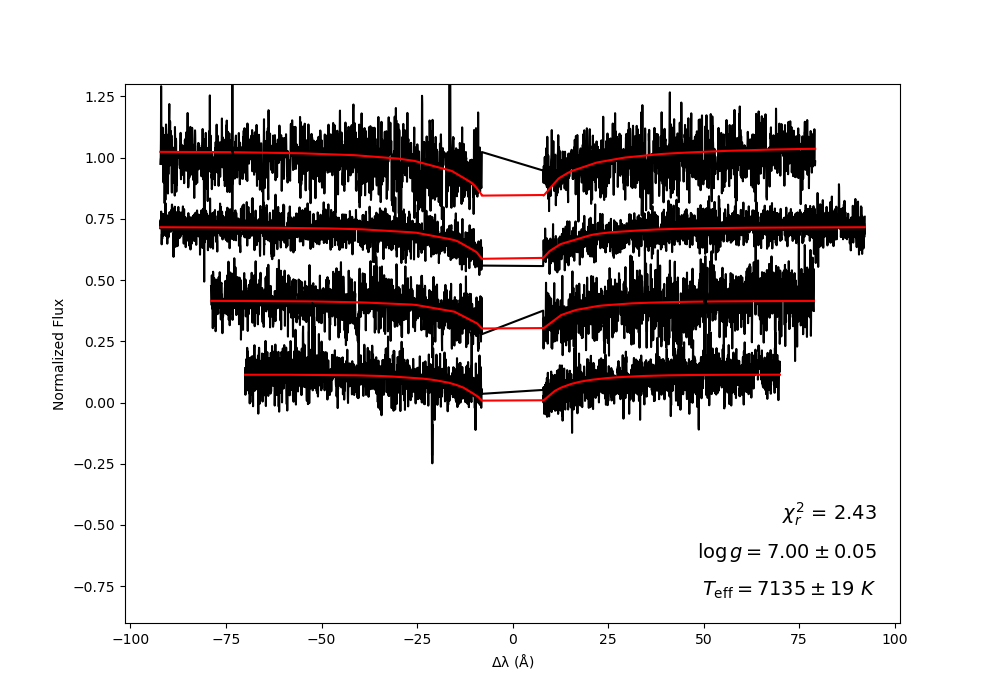 1.25
1.00
0.75
0.50
0.25
0.00
−0.25
−0.50
−0.75
Normalized Flux
χ²ᵣ = 2.43
log g = 7.00 ± 0.05
T_eff = 7135 ± 19 K
−100 −75 −50 −25 0 25 50 75 100
Δλ (Å)